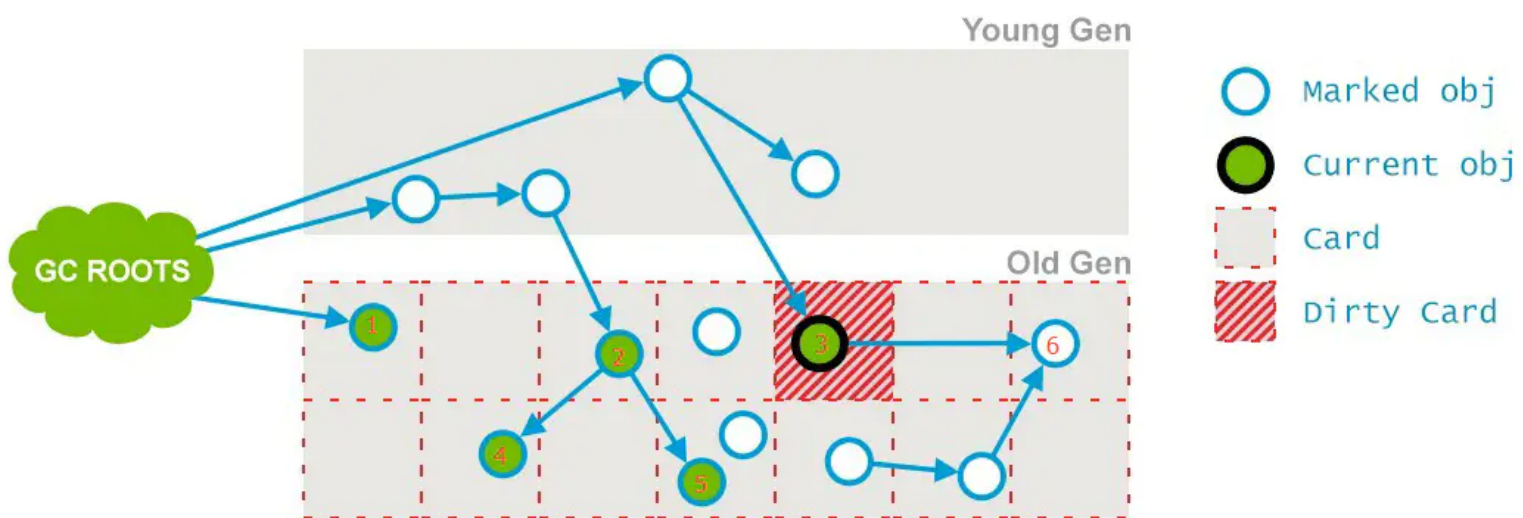 Young Gen
Marked obj
Current obj
Card
Dirty Card
GC ROOTS
Old Gen
1
2
3
6
4
5